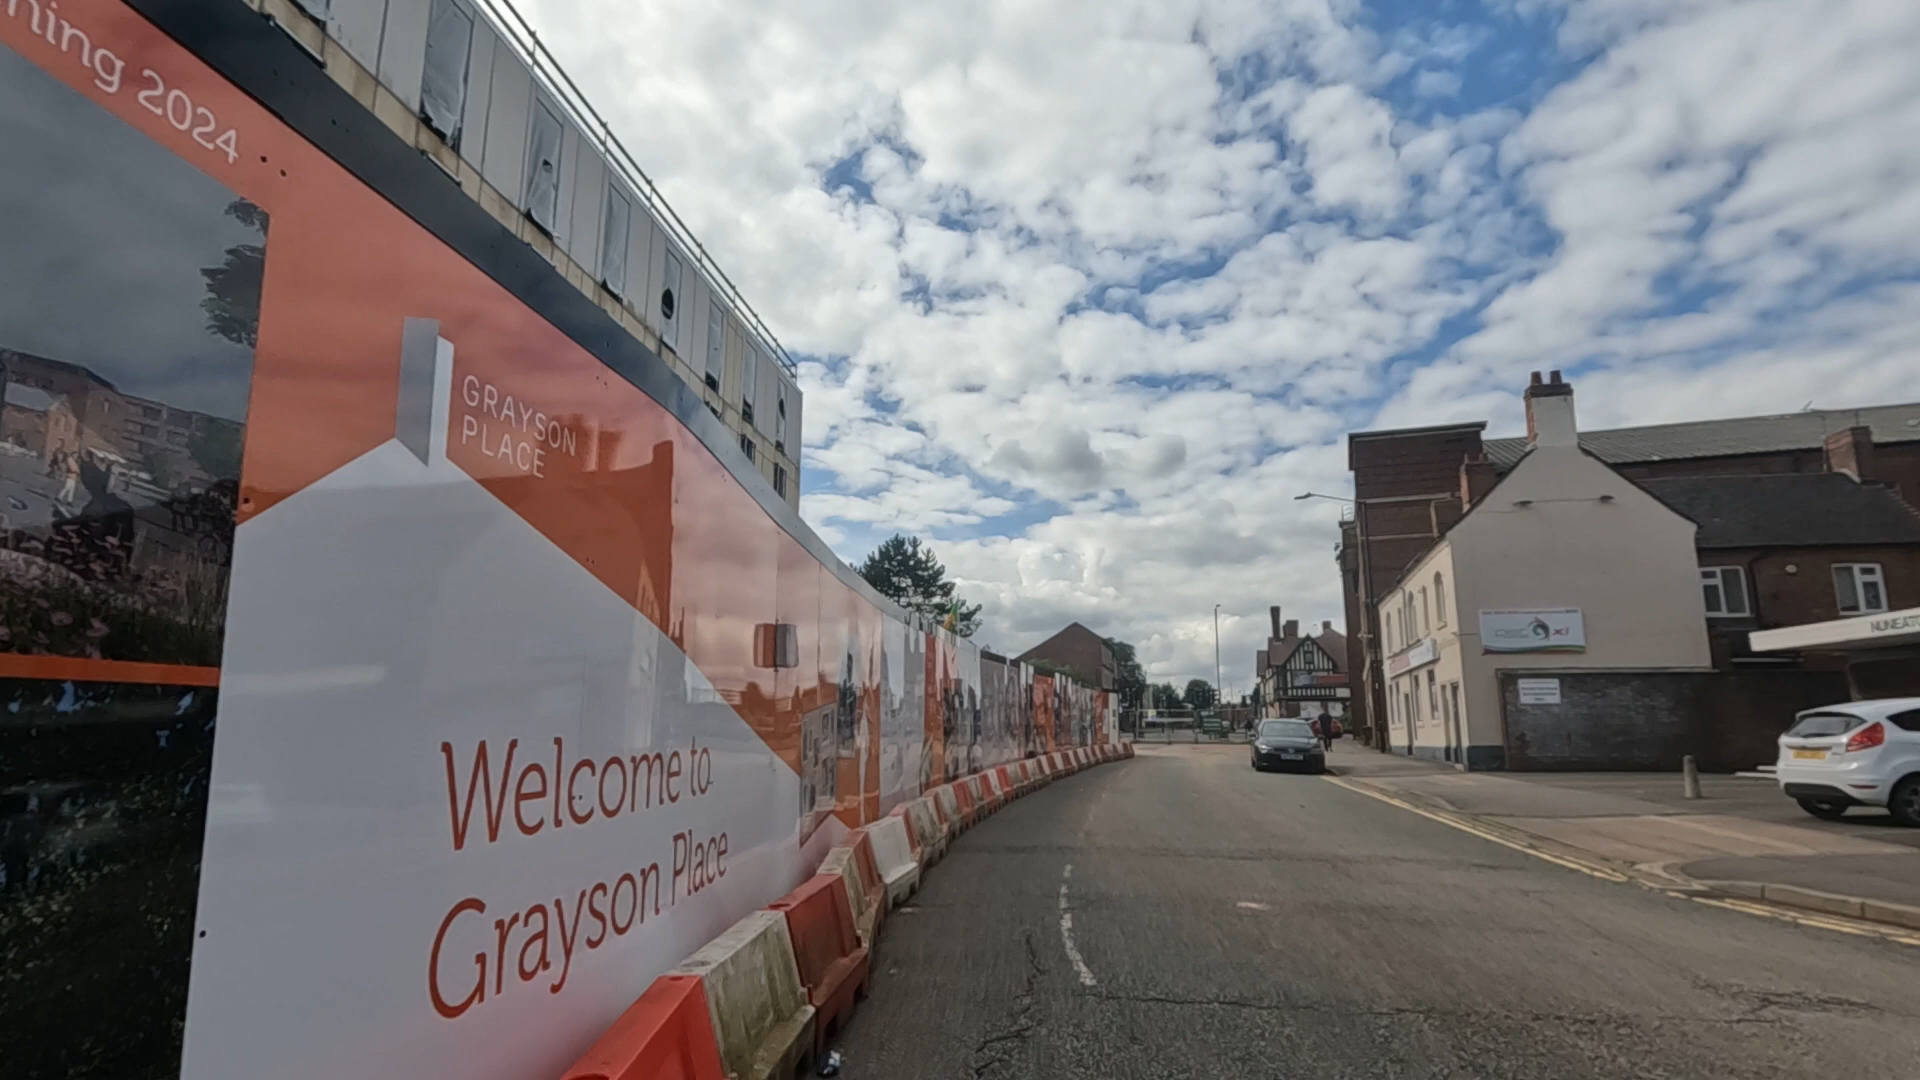 ning 2024
GRAYSON
PLACE
Welcome to
Grayson Place
NUNEATO